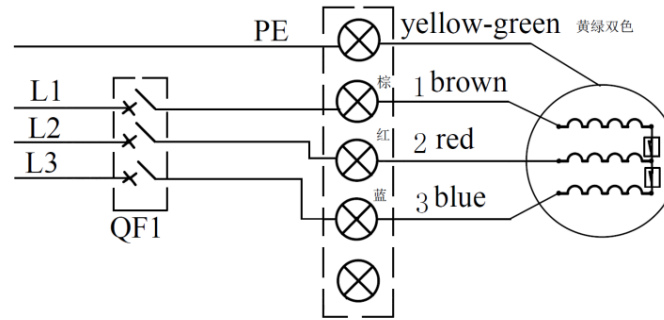 PE
yellow-green 黄绿双色
L1
棕
1 brown
L2
红
2 red
L3
蓝
3 blue
QF1